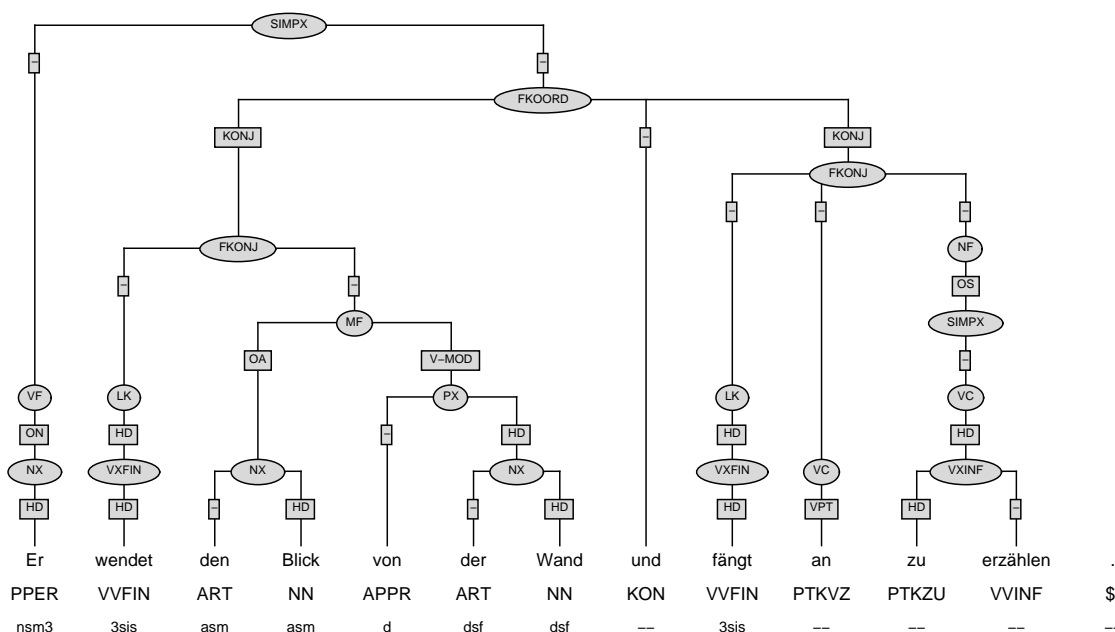 SIMPX
– –
FKOORD
KONJ – KONJ
FKONJ
– – –
FKONJ NF
– – OS
MF SIMPX
OA V–MOD –
VF LK PX LK VC
ON HD – HD HD HD
NX VXFIN NX NX VXFIN VC VXINF
HD HD – HD – HD HD VPT HD –
Er wendet den Blick von der Wand und fängt an zu erzählen .
PPER VVFIN ART NN APPR ART NN KON VVFIN PTKVZ PTKZU VVINF $
nsm3 3sis asm asm d dsf dsf –– 3sis –– –– ––